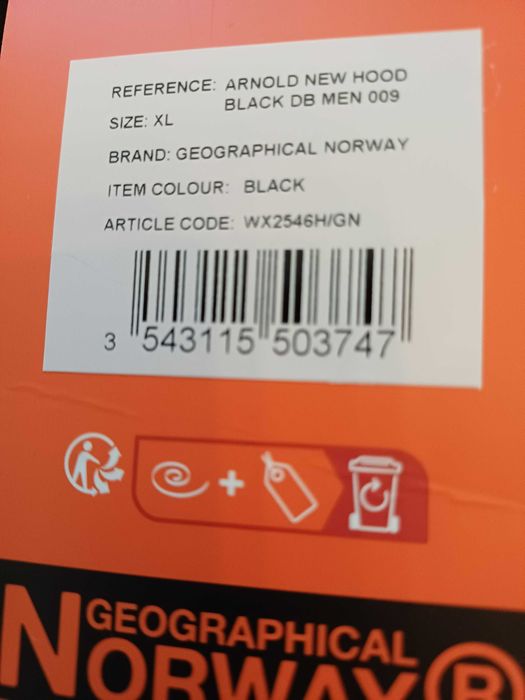 REFERENCE: ARNOLD NEW HOOD
BLACK DB MEN 009
SIZE: XL
BRAND: GEOGRAPHICAL NORWAY
ITEM COLOUR: BLACK
ARTICLE CODE: WX2546H/GN
3 543115 503747
GEOGRAPHICAL
NORWAY®